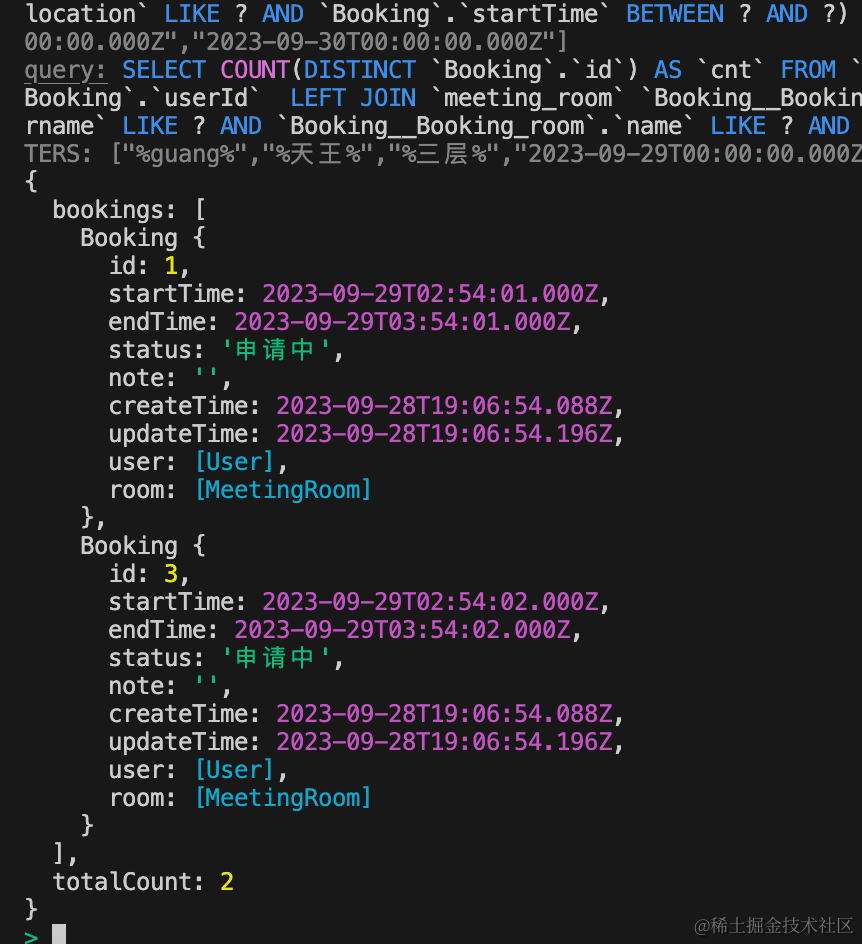 location` LIKE ? AND `Booking`.`startTime` BETWEEN ? AND ?)
00:00.000Z","2023-09-30T00:00:00.000Z"]
query: SELECT COUNT(DISTINCT `Booking`.`id`) AS `cnt` FROM `
Booking`.`userId`  LEFT JOIN `meeting_room` `Booking__Bookin
rname` LIKE ? AND `Booking__Booking_room`.`name` LIKE ? AND
TERS: ["%guang%","%天王%","%三层%","2023-09-29T00:00:00.000Z
{
  bookings: [
    Booking {
      id: 1,
      startTime: 2023-09-29T02:54:01.000Z,
      endTime: 2023-09-29T03:54:01.000Z,
      status: '申请中',
      note: '',
      createTime: 2023-09-28T19:06:54.088Z,
      updateTime: 2023-09-28T19:06:54.196Z,
      user: [User],
      room: [MeetingRoom]
    },
    Booking {
      id: 3,
      startTime: 2023-09-29T02:54:02.000Z,
      endTime: 2023-09-29T03:54:02.000Z,
      status: '申请中',
      note: '',
      createTime: 2023-09-28T19:06:54.088Z,
      updateTime: 2023-09-28T19:06:54.196Z,
      user: [User],
      room: [MeetingRoom]
    }
  ],
  totalCount: 2
}
>
@稀土掘金技术社区